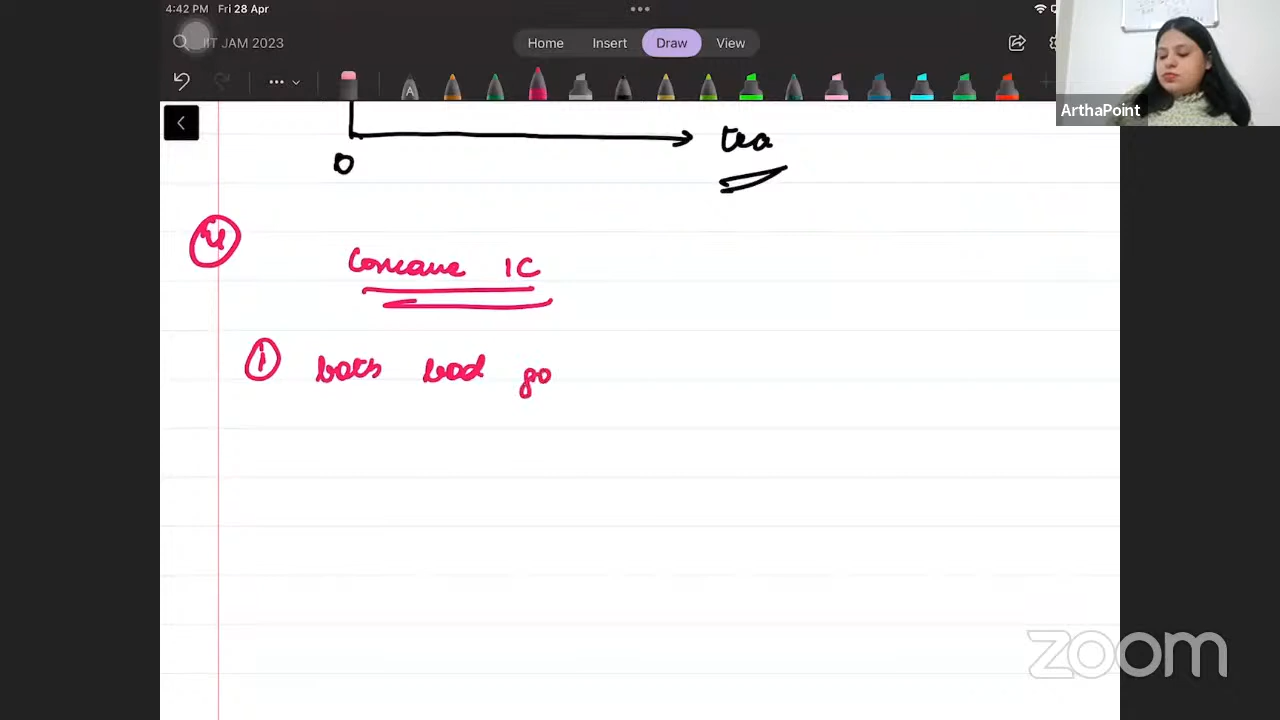 4:42 PM Fri 28 Apr
IIT JAM 2023
Home Insert Draw View
A
ArthaPoint
tea
0
Concave IC
1 both bad go
zoom